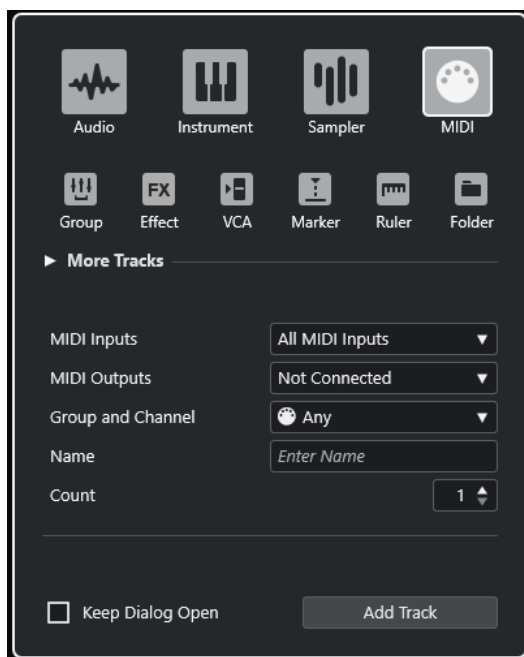 Audio Instrument Sampler MIDI
FX
Group Effect VCA Marker Ruler Folder
More Tracks
MIDI Inputs All MIDI Inputs
MIDI Outputs Not Connected
Group and Channel Any
Name Enter Name
Count 1
Keep Dialog Open Add Track